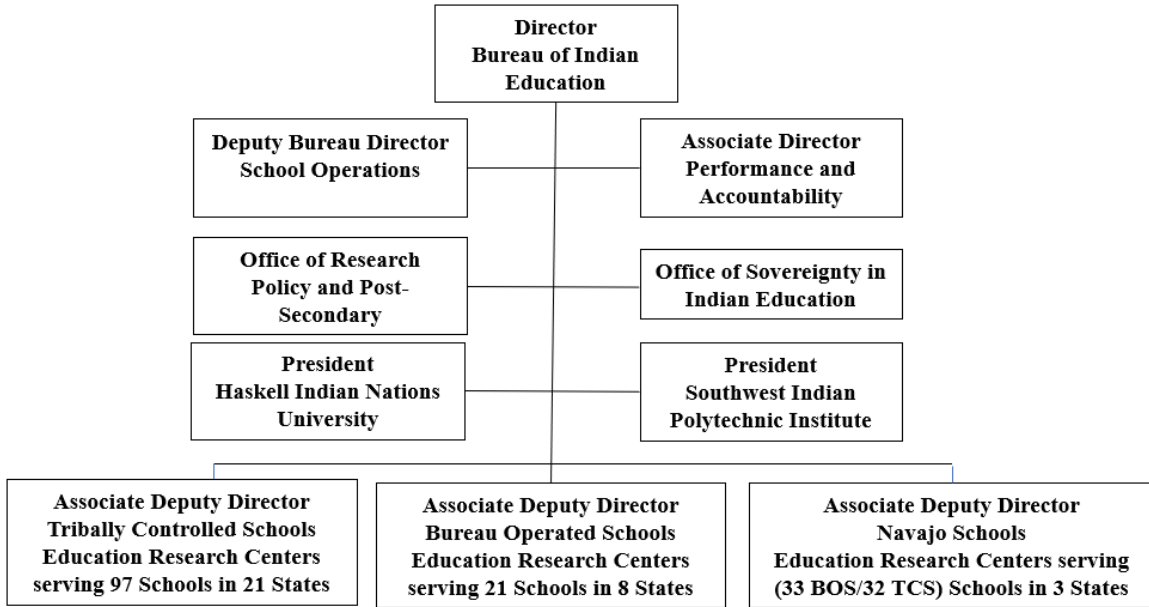 Director
Bureau of Indian
Education
Deputy Bureau Director
School Operations
Associate Director
Performance and
Accountability
Office of Research
Policy and Post-
Secondary
Office of Sovereignty in
Indian Education
President
Haskell Indian Nations
University
President
Southwest Indian
Polytechnic Institute
Associate Deputy Director
Tribally Controlled Schools
Education Research Centers
serving 97 Schools in 21 States
Associate Deputy Director
Bureau Operated Schools
Education Research Centers
serving 21 Schools in 8 States
Associate Deputy Director
Navajo Schools
Education Research Centers serving
(33 BOS/32 TCS) Schools in 3 States